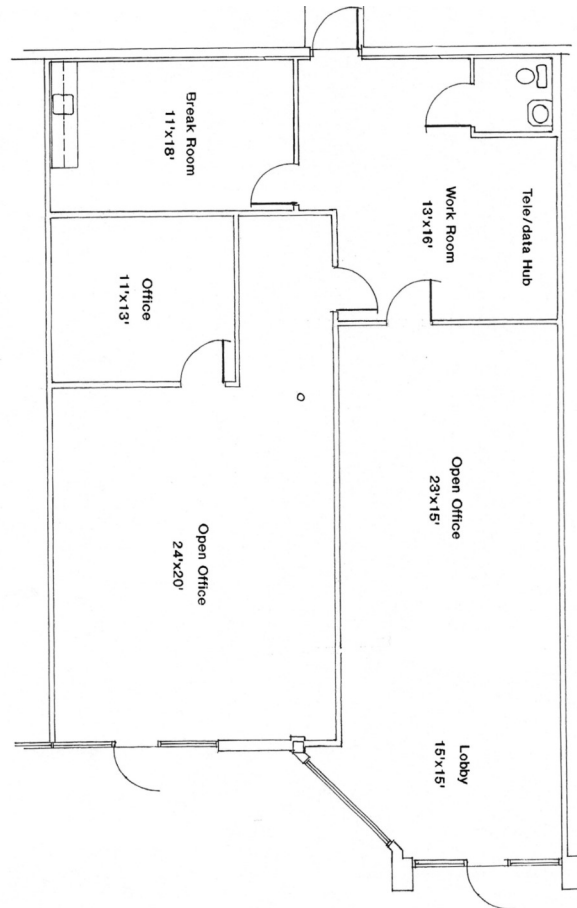 Break Room
11'x18'
Work Room
13'x16'
Tele/data Hub
Office
11'x13'
Open Office
23'x15'
Open Office
24'x20'
Lobby
15'x15'